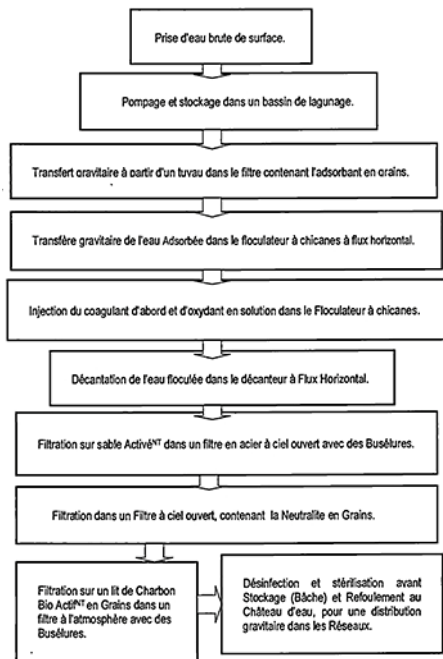 Prise d'eau brute de surface.
Pompage et stockage dans un bassin de lagunage.
Transfert gravitaire à partir d'un tuyau dans le filtre contenant l'adsorbant en grains.
Transfère gravitaire de l'eau Adsorbée dans le floculateur à chicanes à flux horizontal.
Injection du coagulant d'abord et d'oxydant en solution dans le Floculateur à chicanes.
Décantation de l'eau floculée dans le décanteur à Flux Horizontal.
Filtration sur sable Activéᴺᵀ dans un filtre en acier à ciel ouvert avec des Buselures.
Filtration dans un Filtre à ciel ouvert, contenant la Neutralite en Grains.
Filtration sur un lit de Charbon
Bio Actifᴺᵀ en Grains dans un
filtre à l'atmosphère avec des
Buselures.
Désinfection et stérilisation avant
Stockage (Bâche) et Refoulement au
Château d'eau, pour une distribution
gravitaire dans les Réseaux.